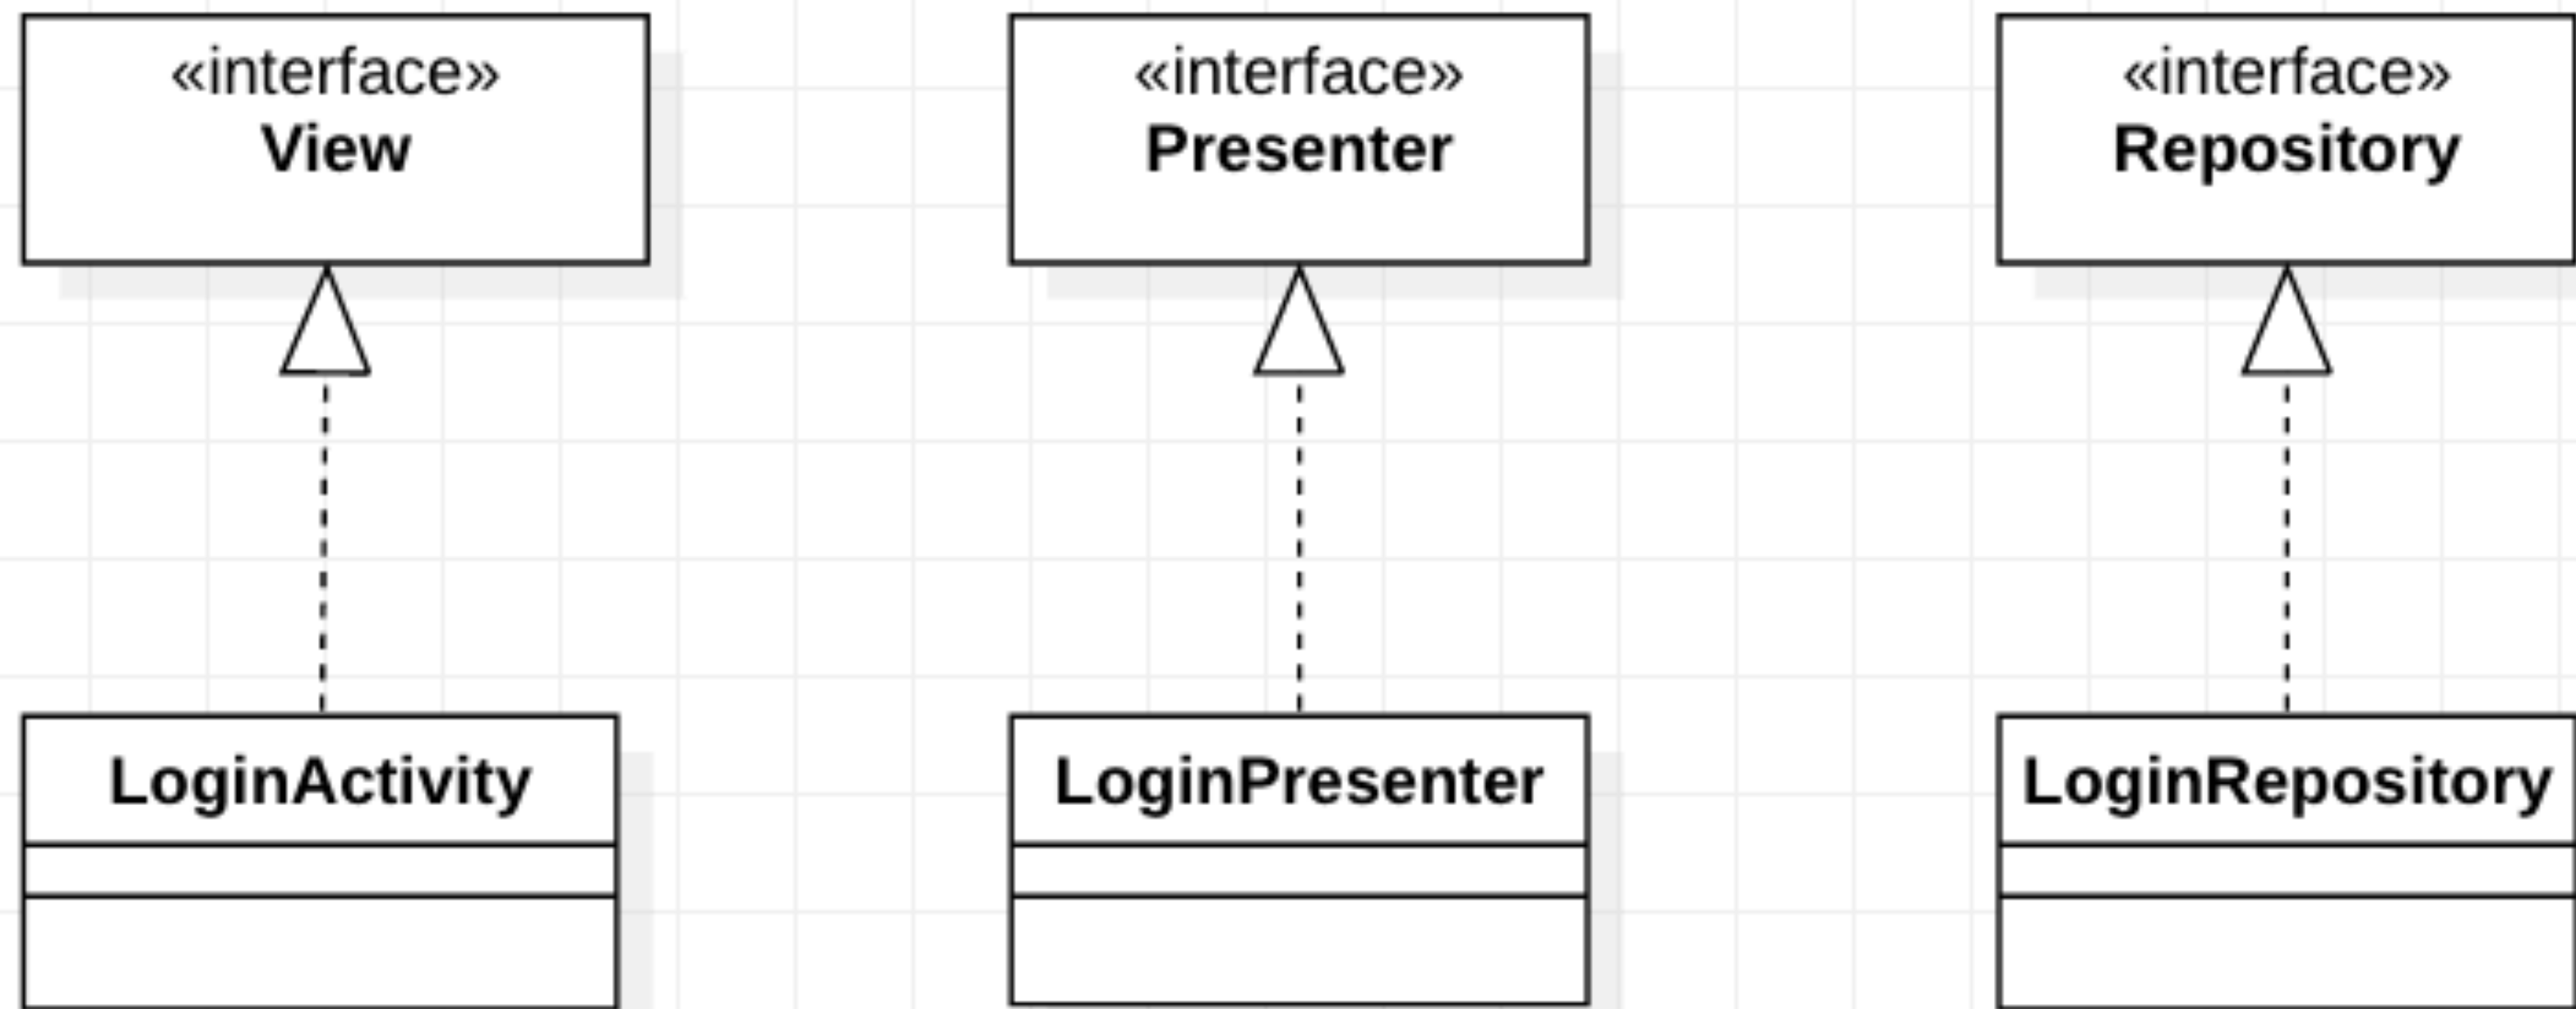 «interface»
View
«interface»
Presenter
«interface»
Repository
LoginActivity
LoginPresenter
LoginRepository